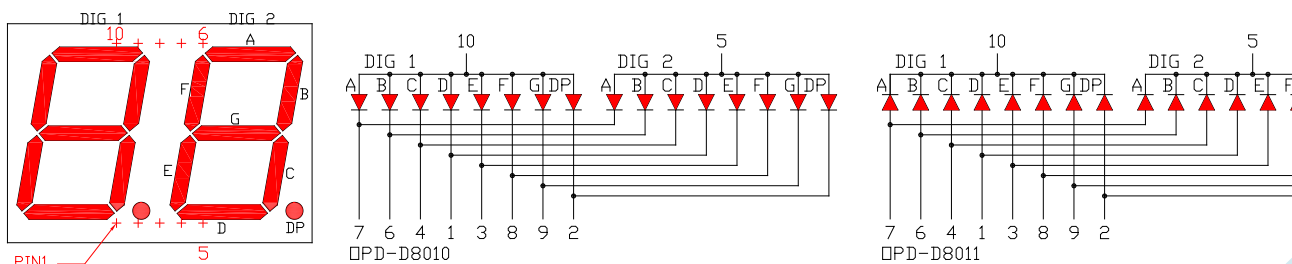 DIG 1 DIG 2
10 6
A
F B
G
E C
D DP
PIN1 5
10 5
DIG 1 DIG 2
A B C D E F G DP A B C D E F G DP
7 6 4 1 3 8 9 2
OPD-D8010
10 5
DIG 1 DIG 2
A B C D E F G DP A B C D E
7 6 4 1 3 8 9 2
OPD-D8011